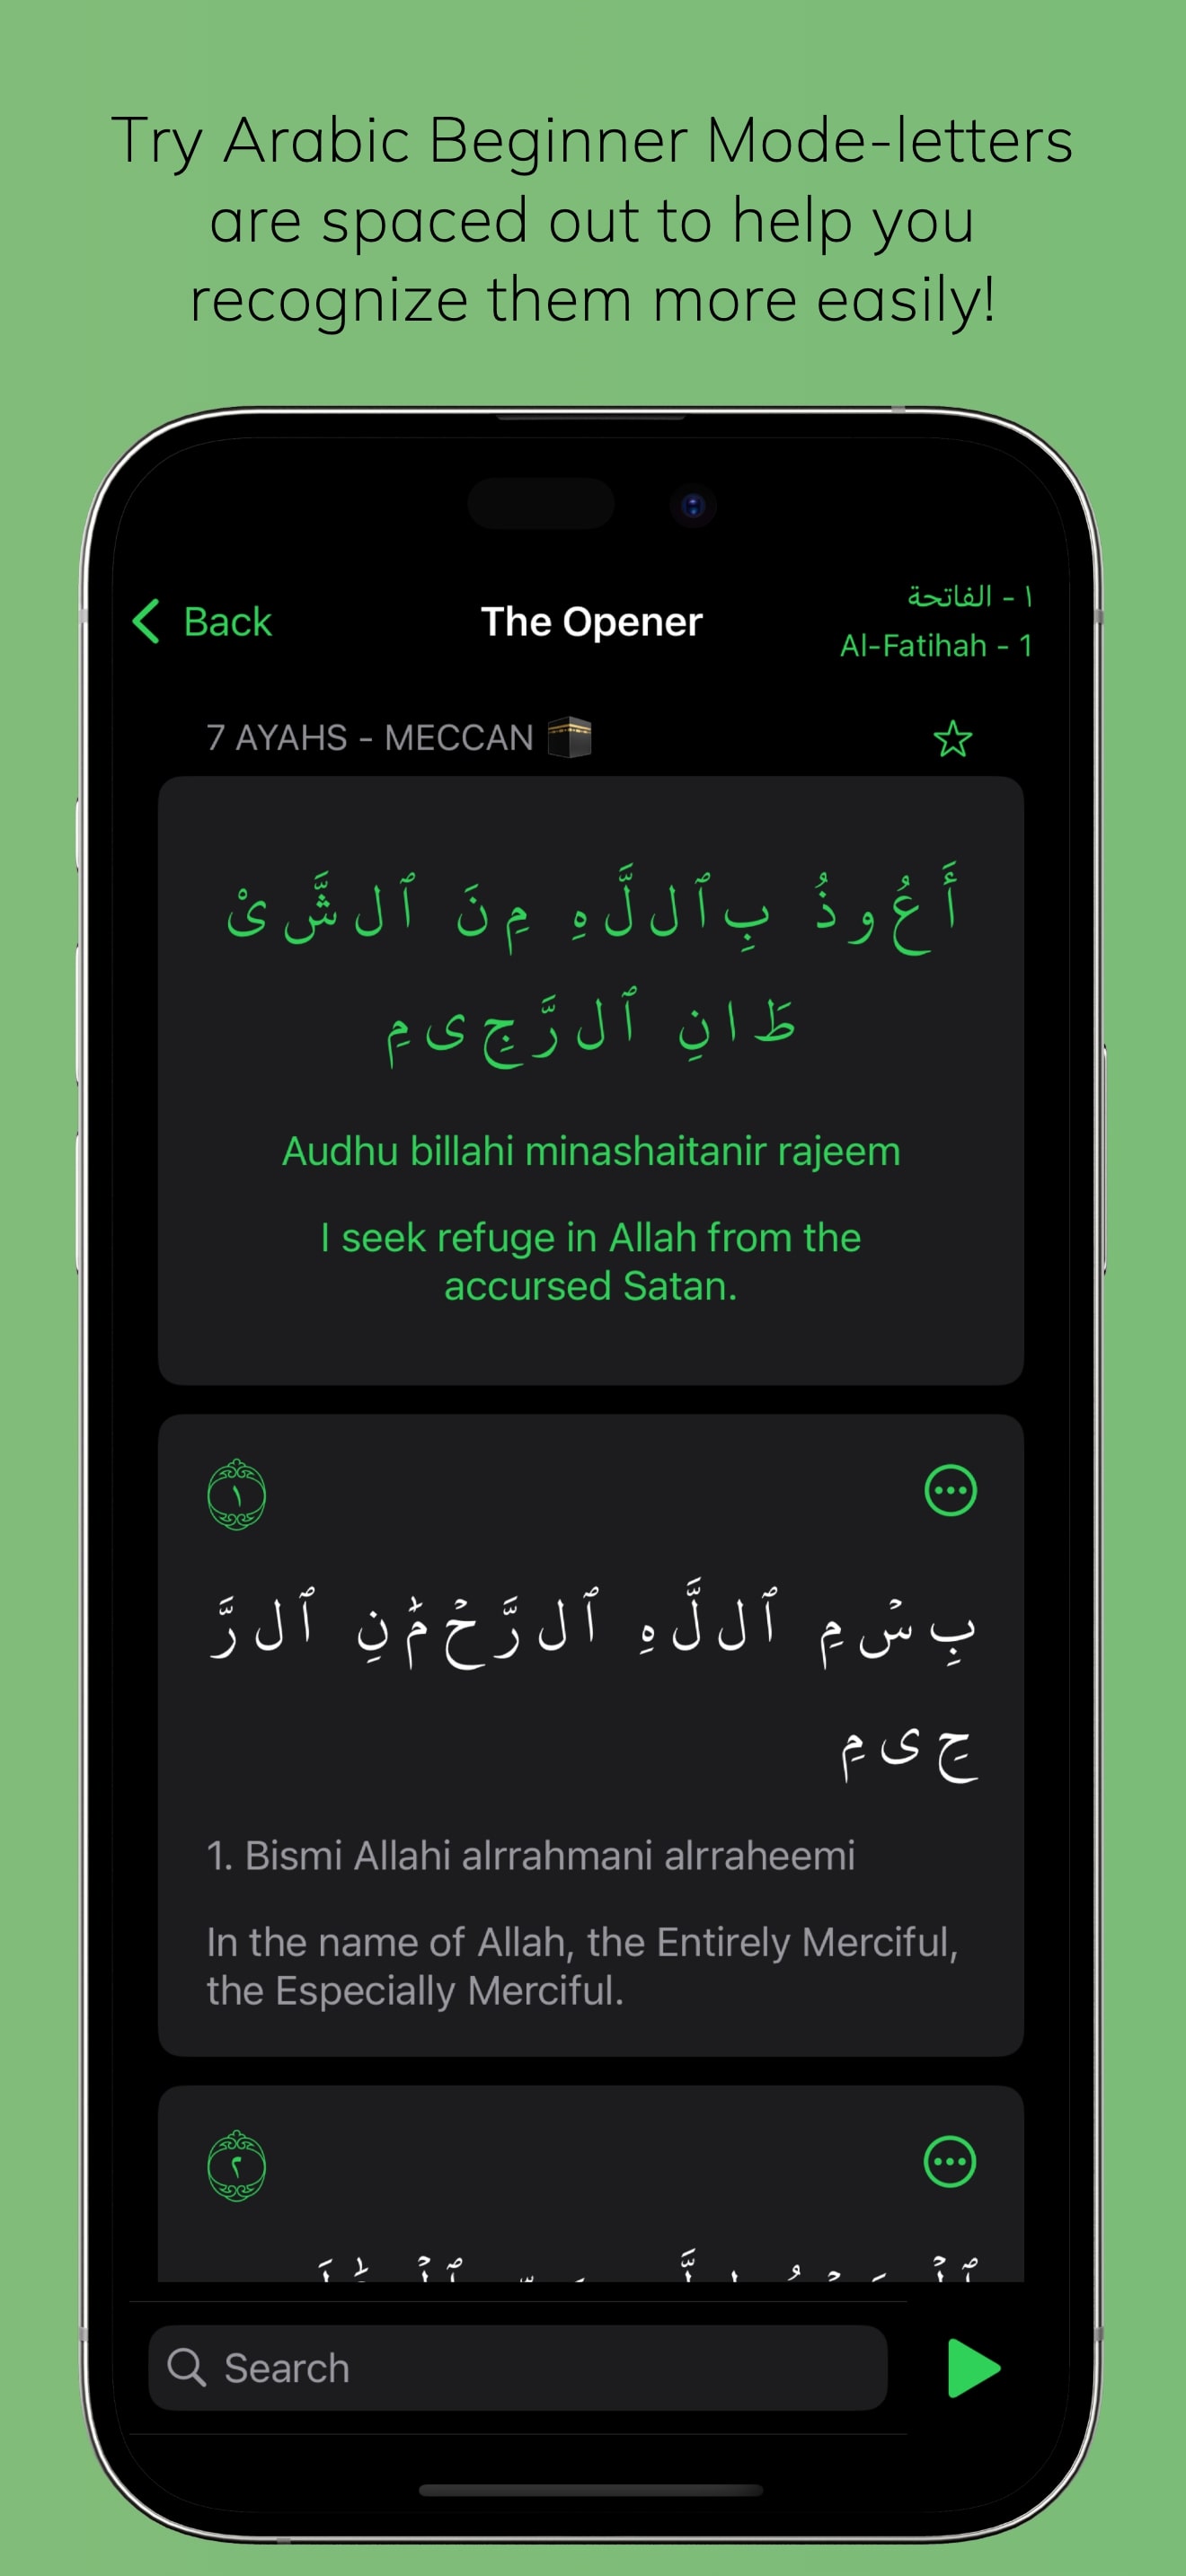 Try Arabic Beginner Mode-letters
are spaced out to help you
recognize them more easily!
Back
The Opener
١ - الفاتحة
Al-Fatihah - 1
7 AYAHS - MECCAN
أَ عُ و ذُ بِ ٱ ل لَّ هِ مِ نَ ٱ ل شَّ ىْ
طَ ا نِ ٱ ل رَّ جِ ى مِ
Audhu billahi minashaitanir rajeem
I seek refuge in Allah from the
accursed Satan.
١
بِ سۡ مِ ٱ ل لَّ هِ ٱ ل رَّ حۡ مَٰ نِ ٱ ل رَّ
حِ ى مِ
1. Bismi Allahi alrrahmani alrraheemi
In the name of Allah, the Entirely Merciful,
the Especially Merciful.
٢
Search